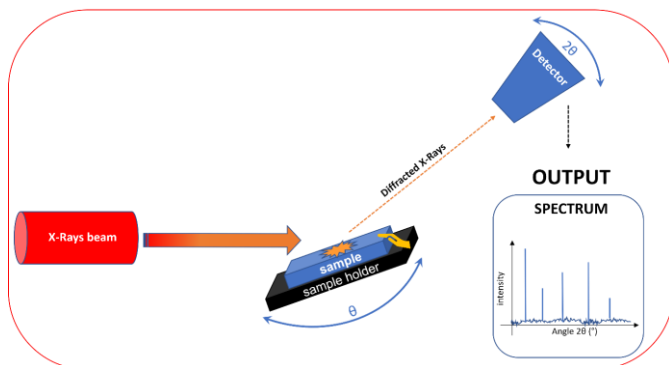 2θ
Detector
Diffracted X-Rays
OUTPUT
SPECTRUM
X-Rays beam
sample
sample holder
θ
intensity
Angle 2θ (°)